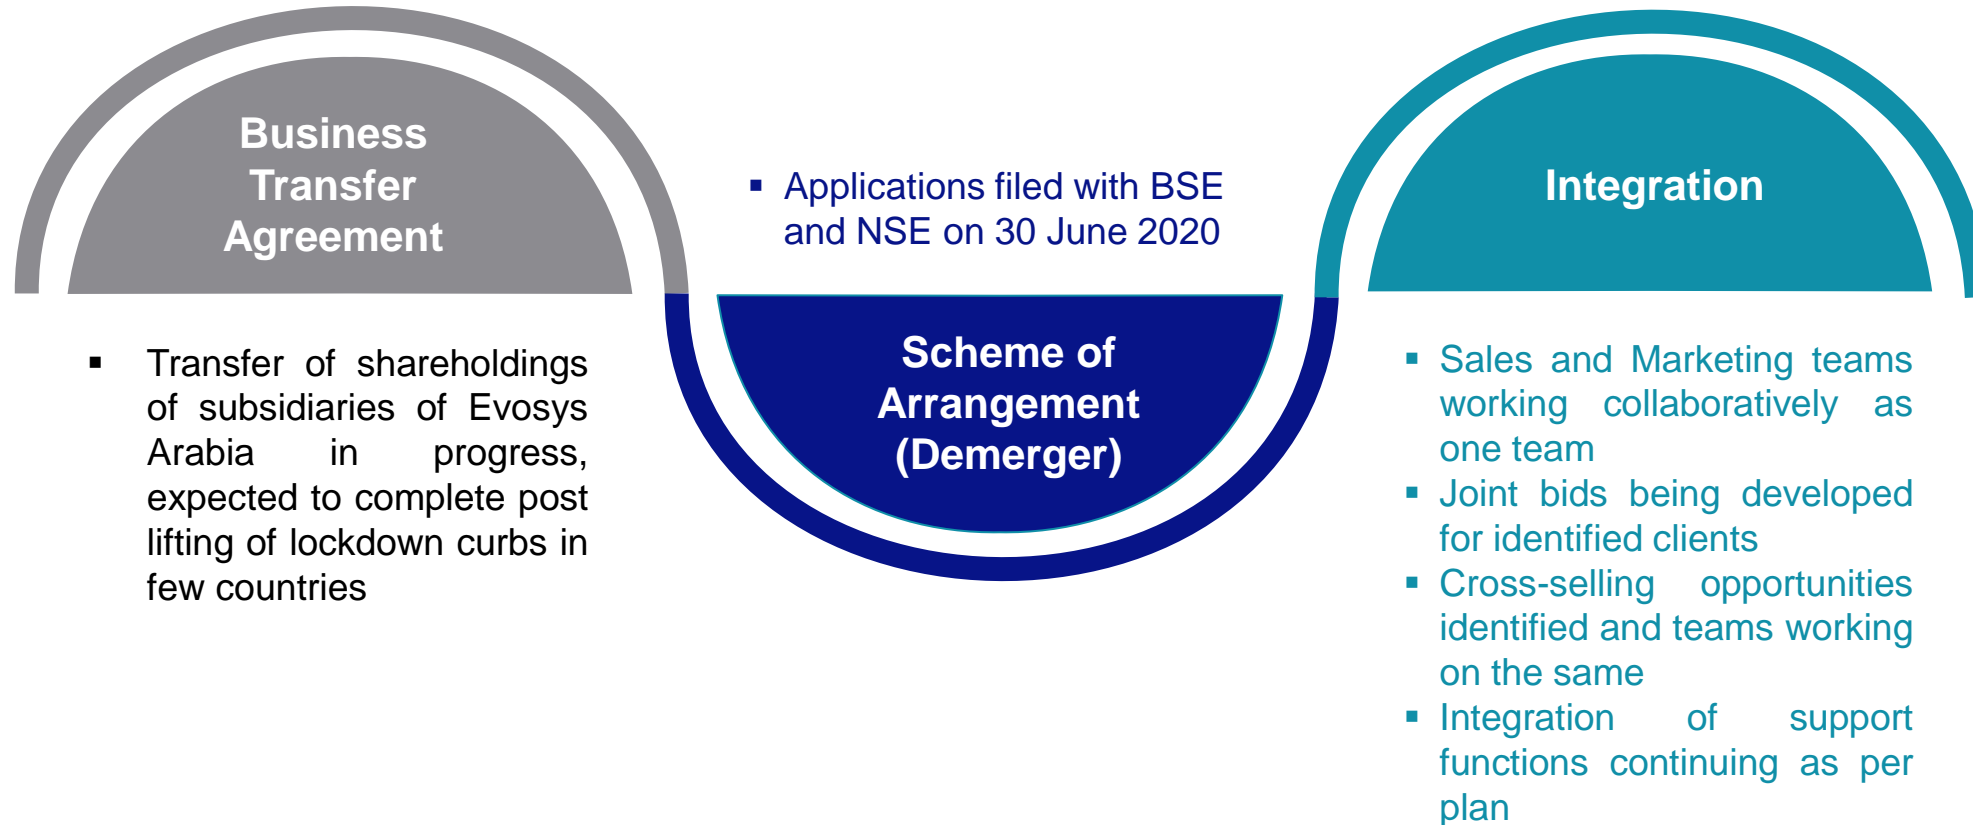 Business
Transfer
Agreement
▪ Transfer of shareholdings
of subsidiaries of Evosys
Arabia in progress,
expected to complete post
lifting of lockdown curbs in
few countries
▪ Applications filed with BSE
and NSE on 30 June 2020
Scheme of
Arrangement
(Demerger)
Integration
▪ Sales and Marketing teams
working collaboratively as
one team
▪ Joint bids being developed
for identified clients
▪ Cross-selling opportunities
identified and teams working
on the same
▪ Integration of support
functions continuing as per
plan